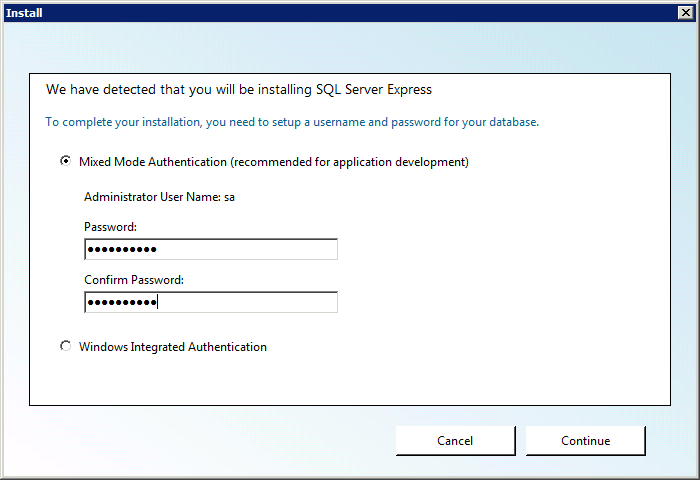 Install
We have detected that you will be installing SQL Server Express
To complete your installation, you need to setup a username and password for your database.
Mixed Mode Authentication (recommended for application development)
Administrator User Name: sa
Password:
●●●●●●●●●●
Confirm Password:
●●●●●●●●●●
Windows Integrated Authentication
Cancel Continue